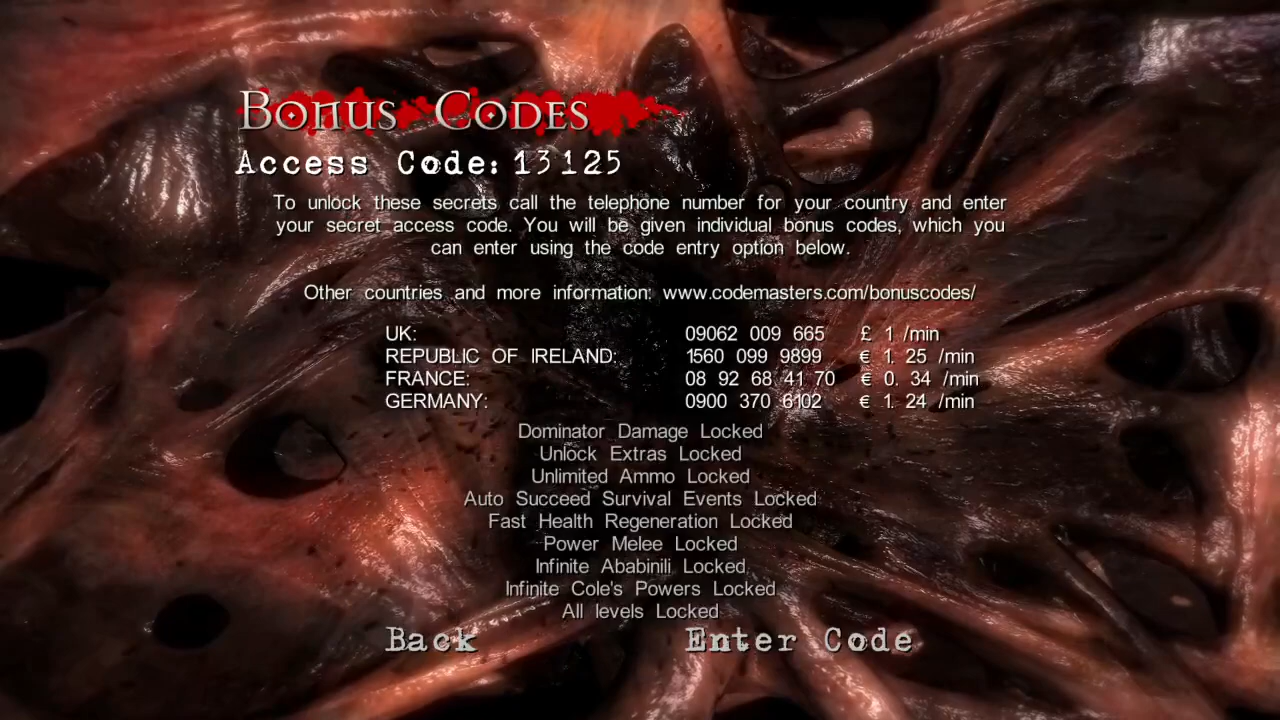 Bonus Codes
Access Code: 13125
To unlock these secrets call the telephone number for your country and enter
your secret access code. You will be given individual bonus codes, which you
can enter using the code entry option below.
Other countries and more information: www.codemasters.com/bonuscodes/
UK: 09062 009 665 £ 1 /min
REPUBLIC OF IRELAND: 1560 099 9899 € 1. 25 /min
FRANCE: 08 92 68 41 70 € 0. 34 /min
GERMANY: 0900 370 6102 € 1. 24 /min
Dominator Damage Locked
Unlock Extras Locked
Unlimited Ammo Locked
Auto Succeed Survival Events Locked
Fast Health Regeneration Locked
Power Melee Locked
Infinite Ababinili Locked
Infinite Cole's Powers Locked
All levels Locked
Back Enter Code